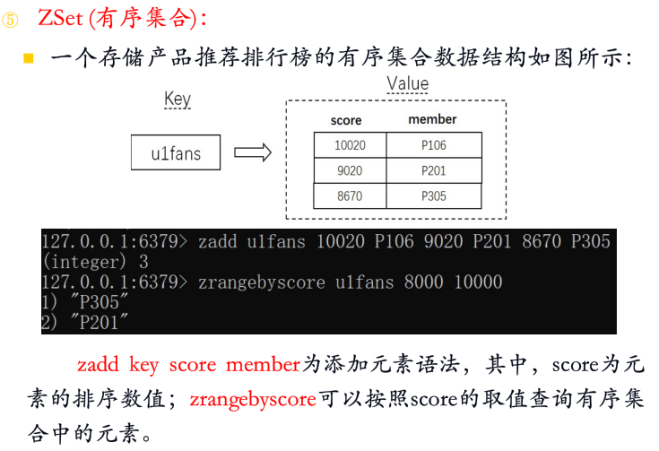 ⑤ ZSet (有序集合):
一个存储产品推荐排行榜的有序集合数据结构如图所示:
Key
Value
score member
u1fans
10020 P106
9020 P201
8670 P305
127.0.0.1:6379> zadd u1fans 10020 P106 9020 P201 8670 P305
(integer) 3
127.0.0.1:6379> zrangebyscore u1fans 8000 10000
1) "P305"
2) "P201"
zadd key score member为添加元素语法，其中，score为元
素的排序数值；zrangebyscore可以按照score的取值查询有序集
合中的元素。